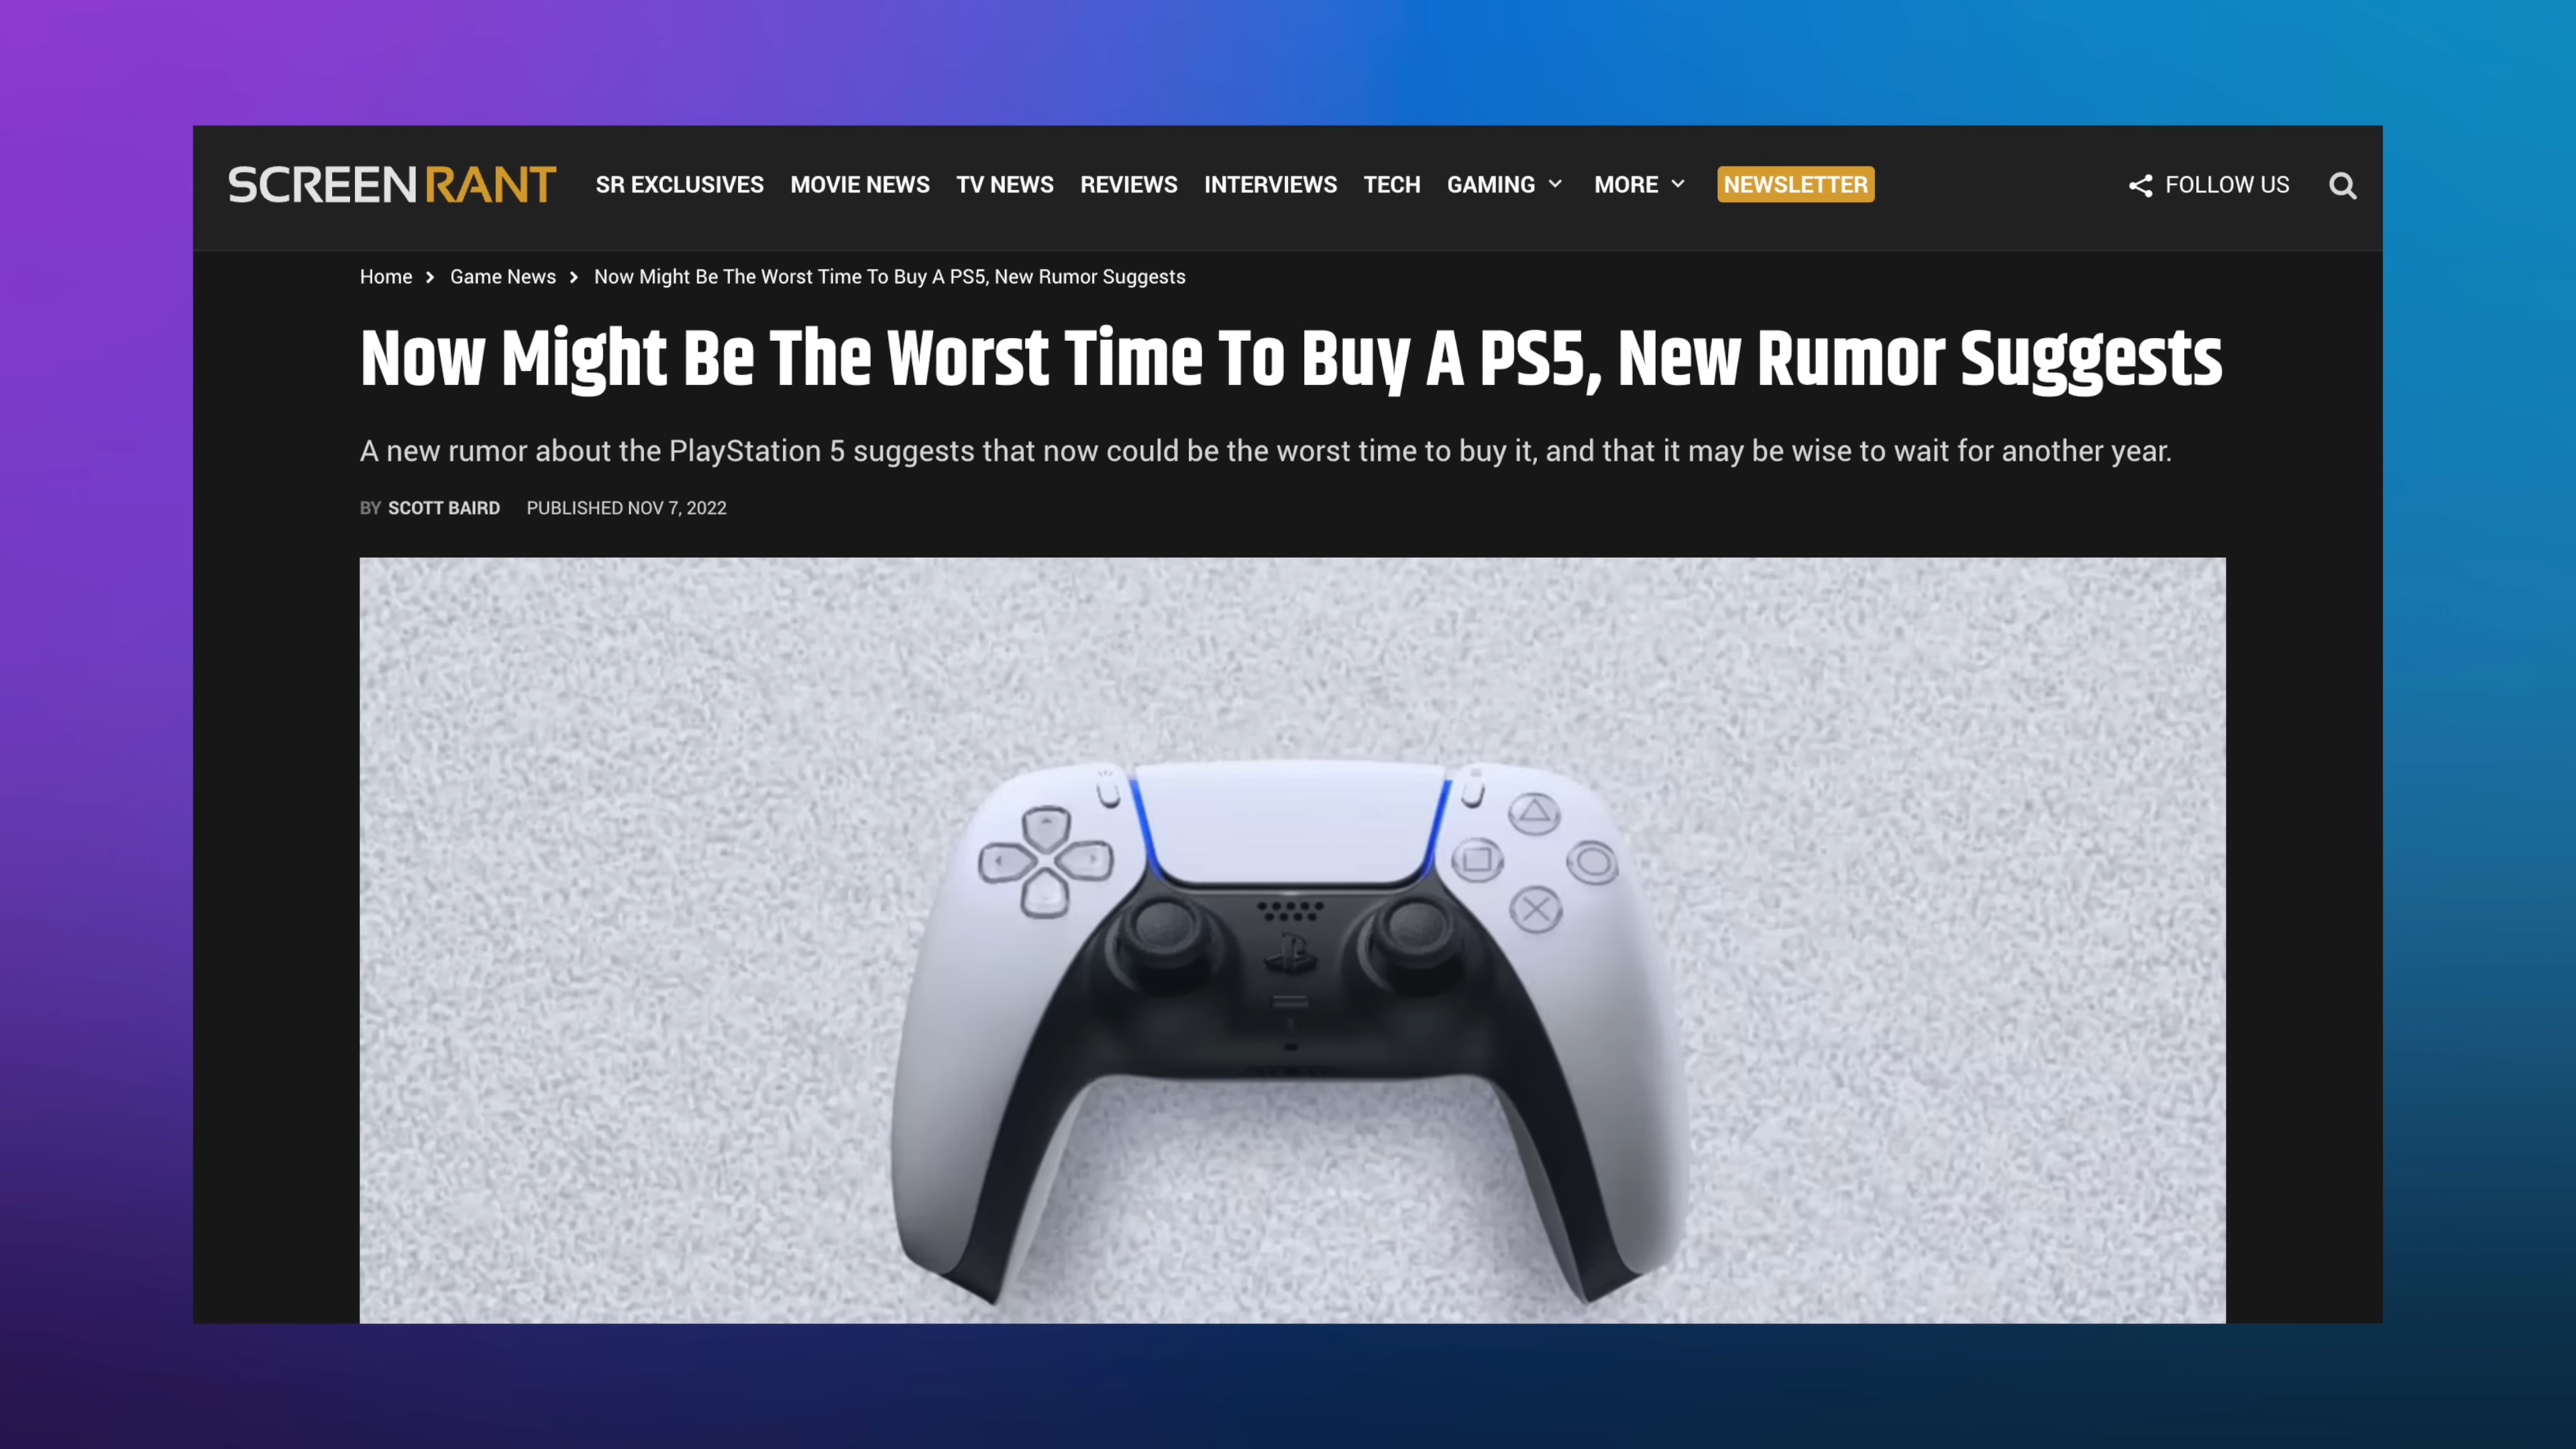 SCREENRANT SR EXCLUSIVES MOVIE NEWS TV NEWS REVIEWS INTERVIEWS TECH GAMING MORE NEWSLETTER FOLLOW US
Home > Game News > Now Might Be The Worst Time To Buy A PS5, New Rumor Suggests
Now Might Be The Worst Time To Buy A PS5, New Rumor Suggests
A new rumor about the PlayStation 5 suggests that now could be the worst time to buy it, and that it may be wise to wait for another year.
BY SCOTT BAIRD PUBLISHED NOV 7, 2022